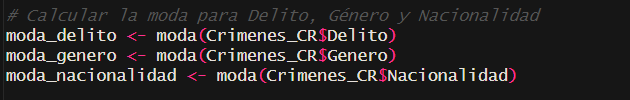 # Calcular la moda para Delito, Género y Nacionalidad
moda_delito <- moda(Crimenes_CR$Delito)
moda_genero <- moda(Crimenes_CR$Genero)
moda_nacionalidad <- moda(Crimenes_CR$Nacionalidad)